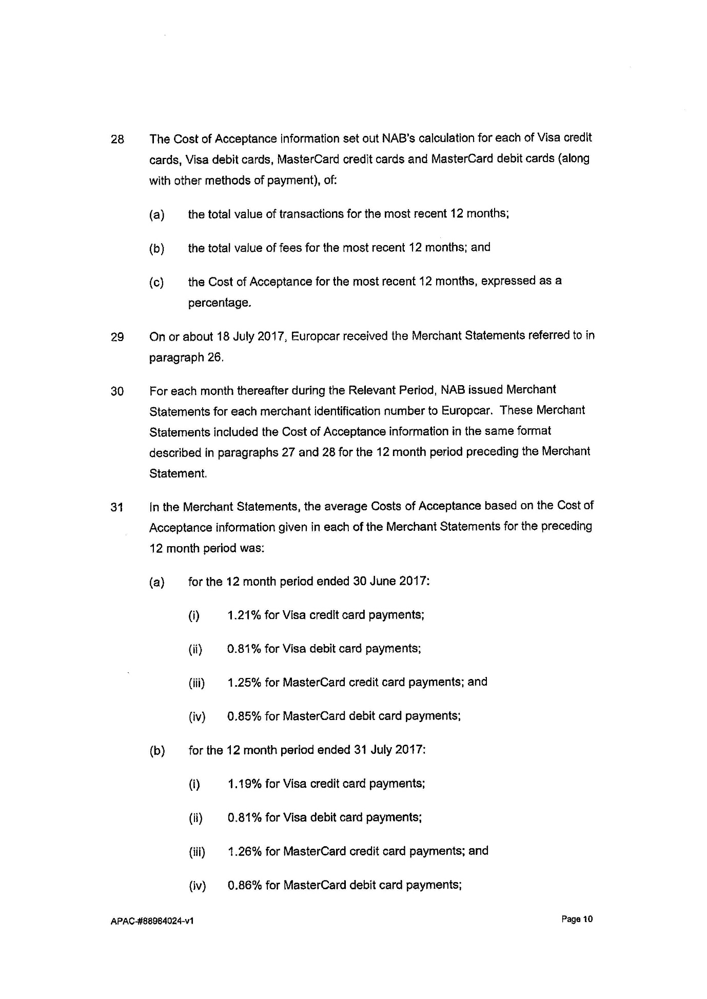 28 The Cost of Acceptance information set out NAB's calculation for each of Visa credit
cards, Visa debit cards, MasterCard credit cards and MasterCard debit cards (along
with other methods of payment), of:
(a) the total value of transactions for the most recent 12 months;
(b) the total value of fees for the most recent 12 months; and
(c) the Cost of Acceptance for the most recent 12 months, expressed as a
percentage.
29 On or about 18 July 2017, Europcar received the Merchant Statements referred to in
paragraph 26.
30 For each month thereafter during the Relevant Period, NAB issued Merchant
Statements for each merchant identification number to Europcar. These Merchant
Statements included the Cost of Acceptance information in the same format
described in paragraphs 27 and 28 for the 12 month period preceding the Merchant
Statement.
31 In the Merchant Statements, the average Costs of Acceptance based on the Cost of
Acceptance information given in each of the Merchant Statements for the preceding
12 month period was:
(a) for the 12 month period ended 30 June 2017:
(i) 1.21% for Visa credit card payments;
(ii) 0.81% for Visa debit card payments;
(iii) 1.25% for MasterCard credit card payments; and
(iv) 0.85% for MasterCard debit card payments;
(b) for the 12 month period ended 31 July 2017:
(i) 1.19% for Visa credit card payments;
(ii) 0.81% for Visa debit card payments;
(iii) 1.26% for MasterCard credit card payments; and
(iv) 0.86% for MasterCard debit card payments;
APAC-#88984024-v1 Page 10